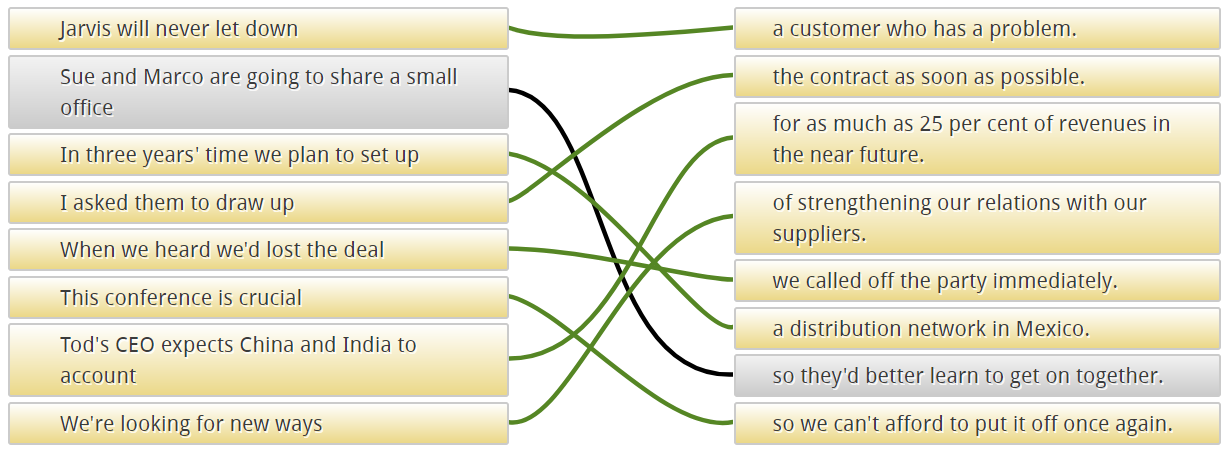 Jarvis will never let down
Sue and Marco are going to share a small
office
In three years' time we plan to set up
I asked them to draw up
When we heard we'd lost the deal
This conference is crucial
Tod's CEO expects China and India to
account
We're looking for new ways
a customer who has a problem.
the contract as soon as possible.
for as much as 25 per cent of revenues in
the near future.
of strengthening our relations with our
suppliers.
we called off the party immediately.
a distribution network in Mexico.
so they'd better learn to get on together.
so we can't afford to put it off once again.